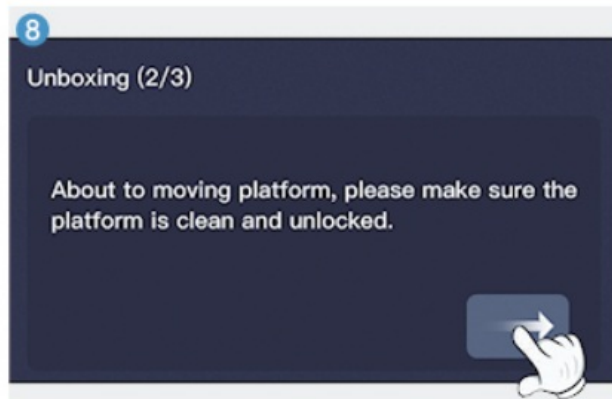 8
Unboxing (2/3)
About to moving platform, please make sure the
platform is clean and unlocked.